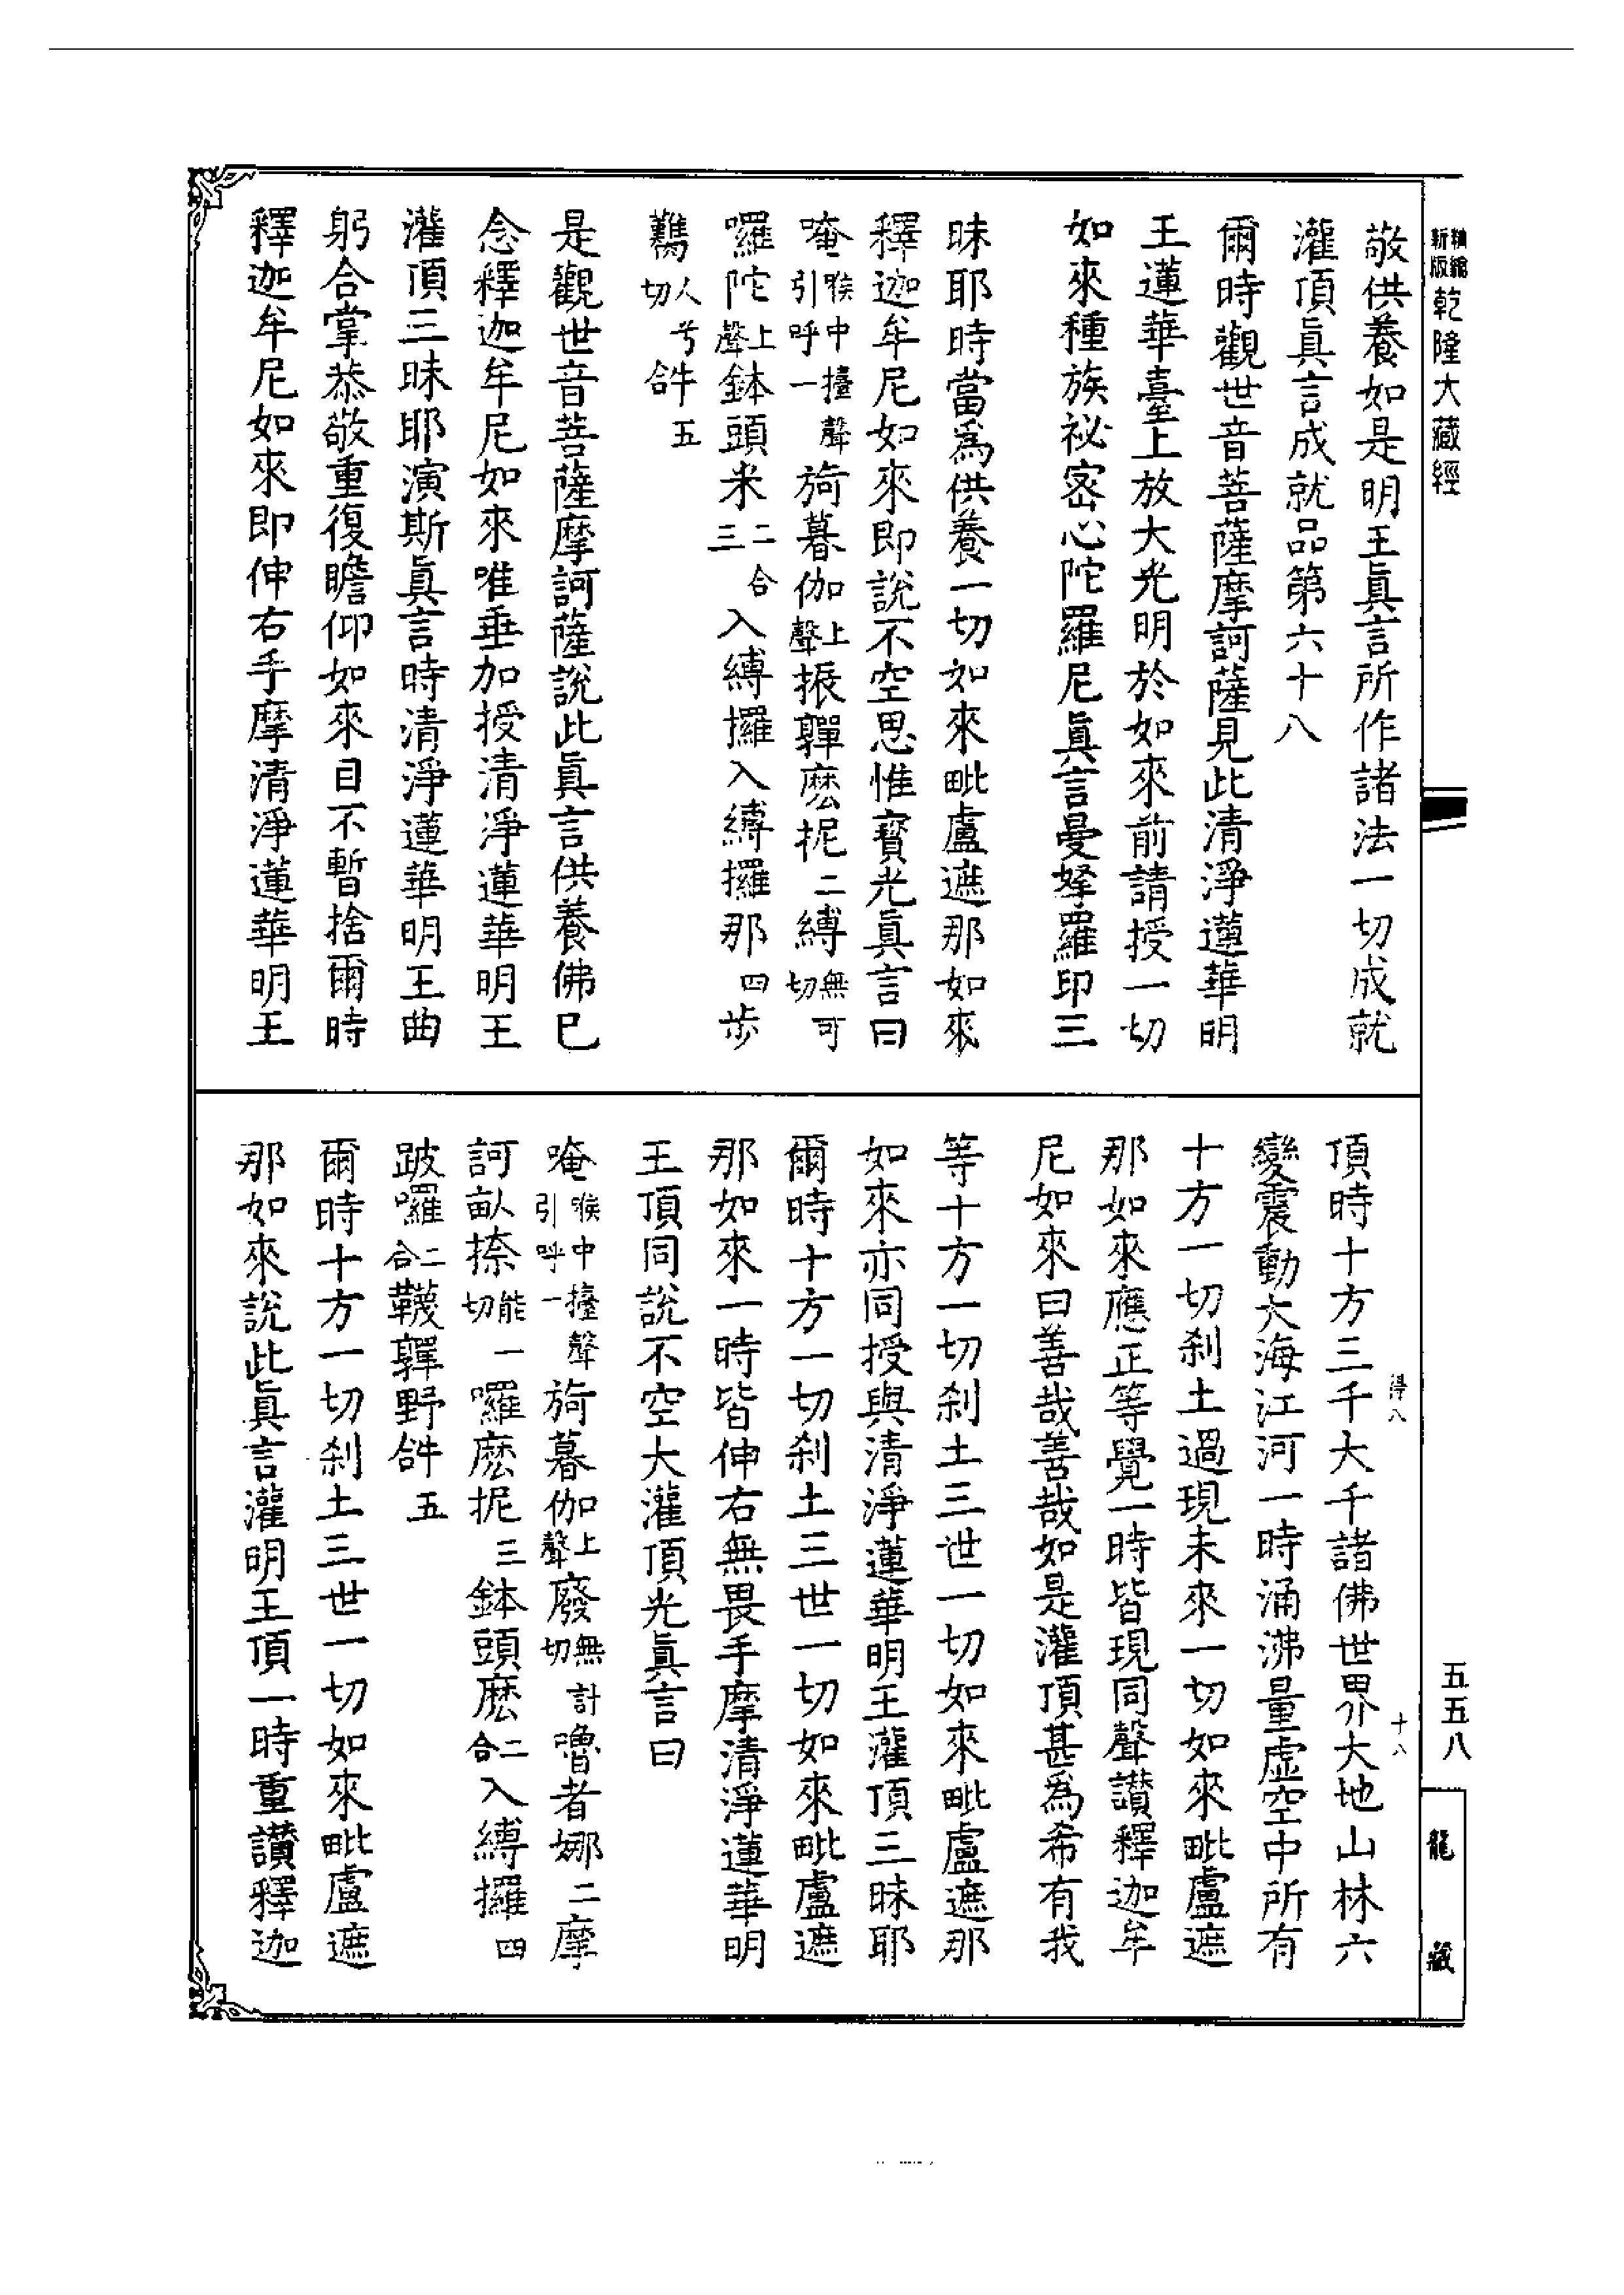 精縮新版乾隆大藏經
敬供養如是明王眞言所作諸法一切成就
灌頂眞言成就品第六十八
爾時觀世音菩薩摩訶薩見此清淨蓮華明
王蓮華臺上放大光明於如來前請授一切
如來種族祕密心陀羅尼眞言曼拏羅印三
昧耶時當爲供養一切如來毗盧遮那如來
釋迦牟尼如來即說不空思惟寶光眞言曰
唵喉中擡聲引呼一旖暮伽上聲振軃麽抳二縛無可切
囉陀上聲鉢頭米二合三入縛攞入縛攞那四步
鷠人兮切𤙖五
是觀世音菩薩摩訶薩說此眞言供養佛已
念釋迦牟尼如來唯垂加授清淨蓮華明王
灌頂三昧耶演斯眞言時清淨蓮華明王曲
躬合掌恭敬重復瞻仰如來目不暫捨爾時
釋迦牟尼如來即伸右手摩清淨蓮華明王
頂時十方三千大千諸佛世界大地山林六
變震動大海江河一時涌沸量虛空中所有
十方一切刹土過現未來一切如來毗盧遮
那如來應正等覺一時皆現同聲讚釋迦牟
尼如來曰善哉善哉如是灌頂甚爲希有我
等十方一切刹土三世一切如來毗盧遮那
如來亦同授與清淨蓮華明王灌頂三昧耶
爾時十方一切刹土三世一切如來毗盧遮
那如來一時皆伸右無畏手摩清淨蓮華明
王頂同說不空大灌頂光眞言曰
唵喉中擡聲引呼一旖暮伽上聲廢無計切嚕者娜二摩
訶畝捺能一切囉麽抳三鉢頭麽二合入縛攞四
跛囉二合韈軃野𤙖五
爾時十方一切刹土三世一切如來毗盧遮
那如來說此眞言灌明王頂一時重讚釋迦
得八
十八
五五八
龍藏